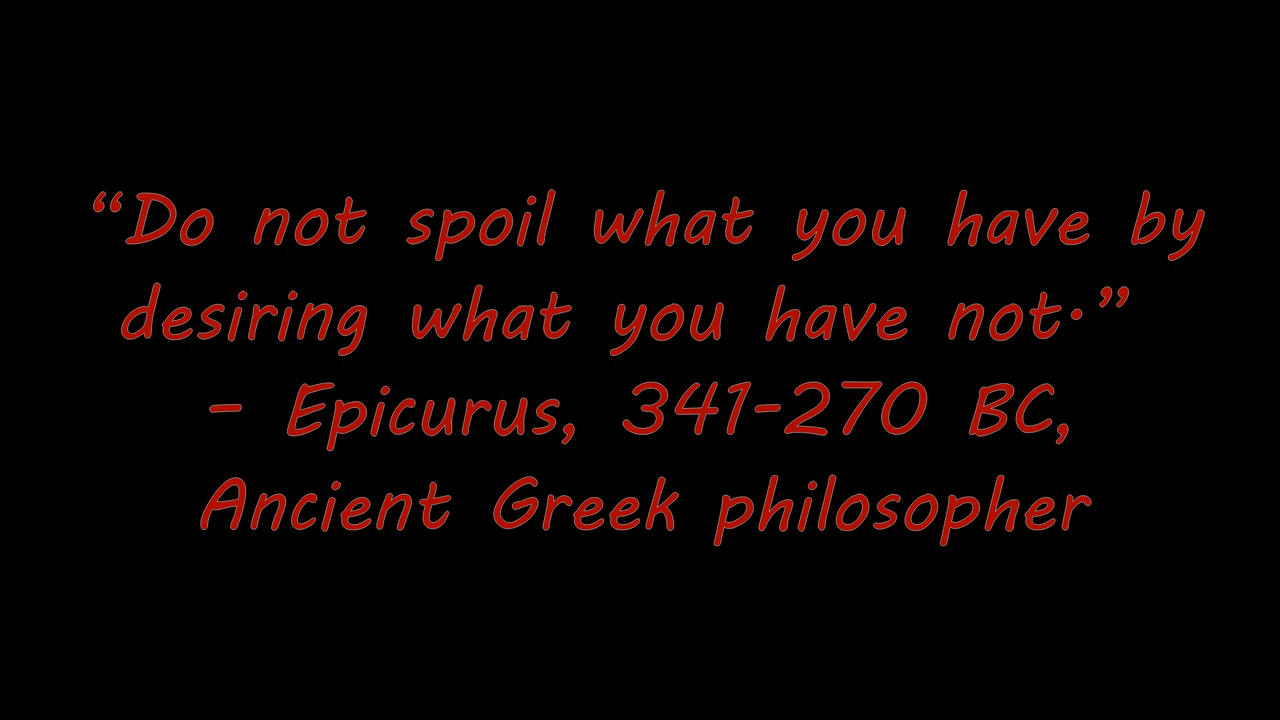 “Do not spoil what you have by
desiring what you have not.”
- Epicurus, 341-270 BC,
Ancient Greek philosopher